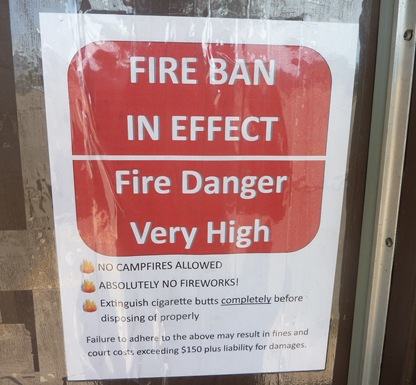 FIRE BAN
IN EFFECT
Fire Danger
Very High
NO CAMPFIRES ALLOWED
ABSOLUTELY NO FIREWORKS!
Extinguish cigarette butts completely before
disposing of properly
Failure to adhere to the above may result in fines and
court costs exceeding $150 plus liability for damages.